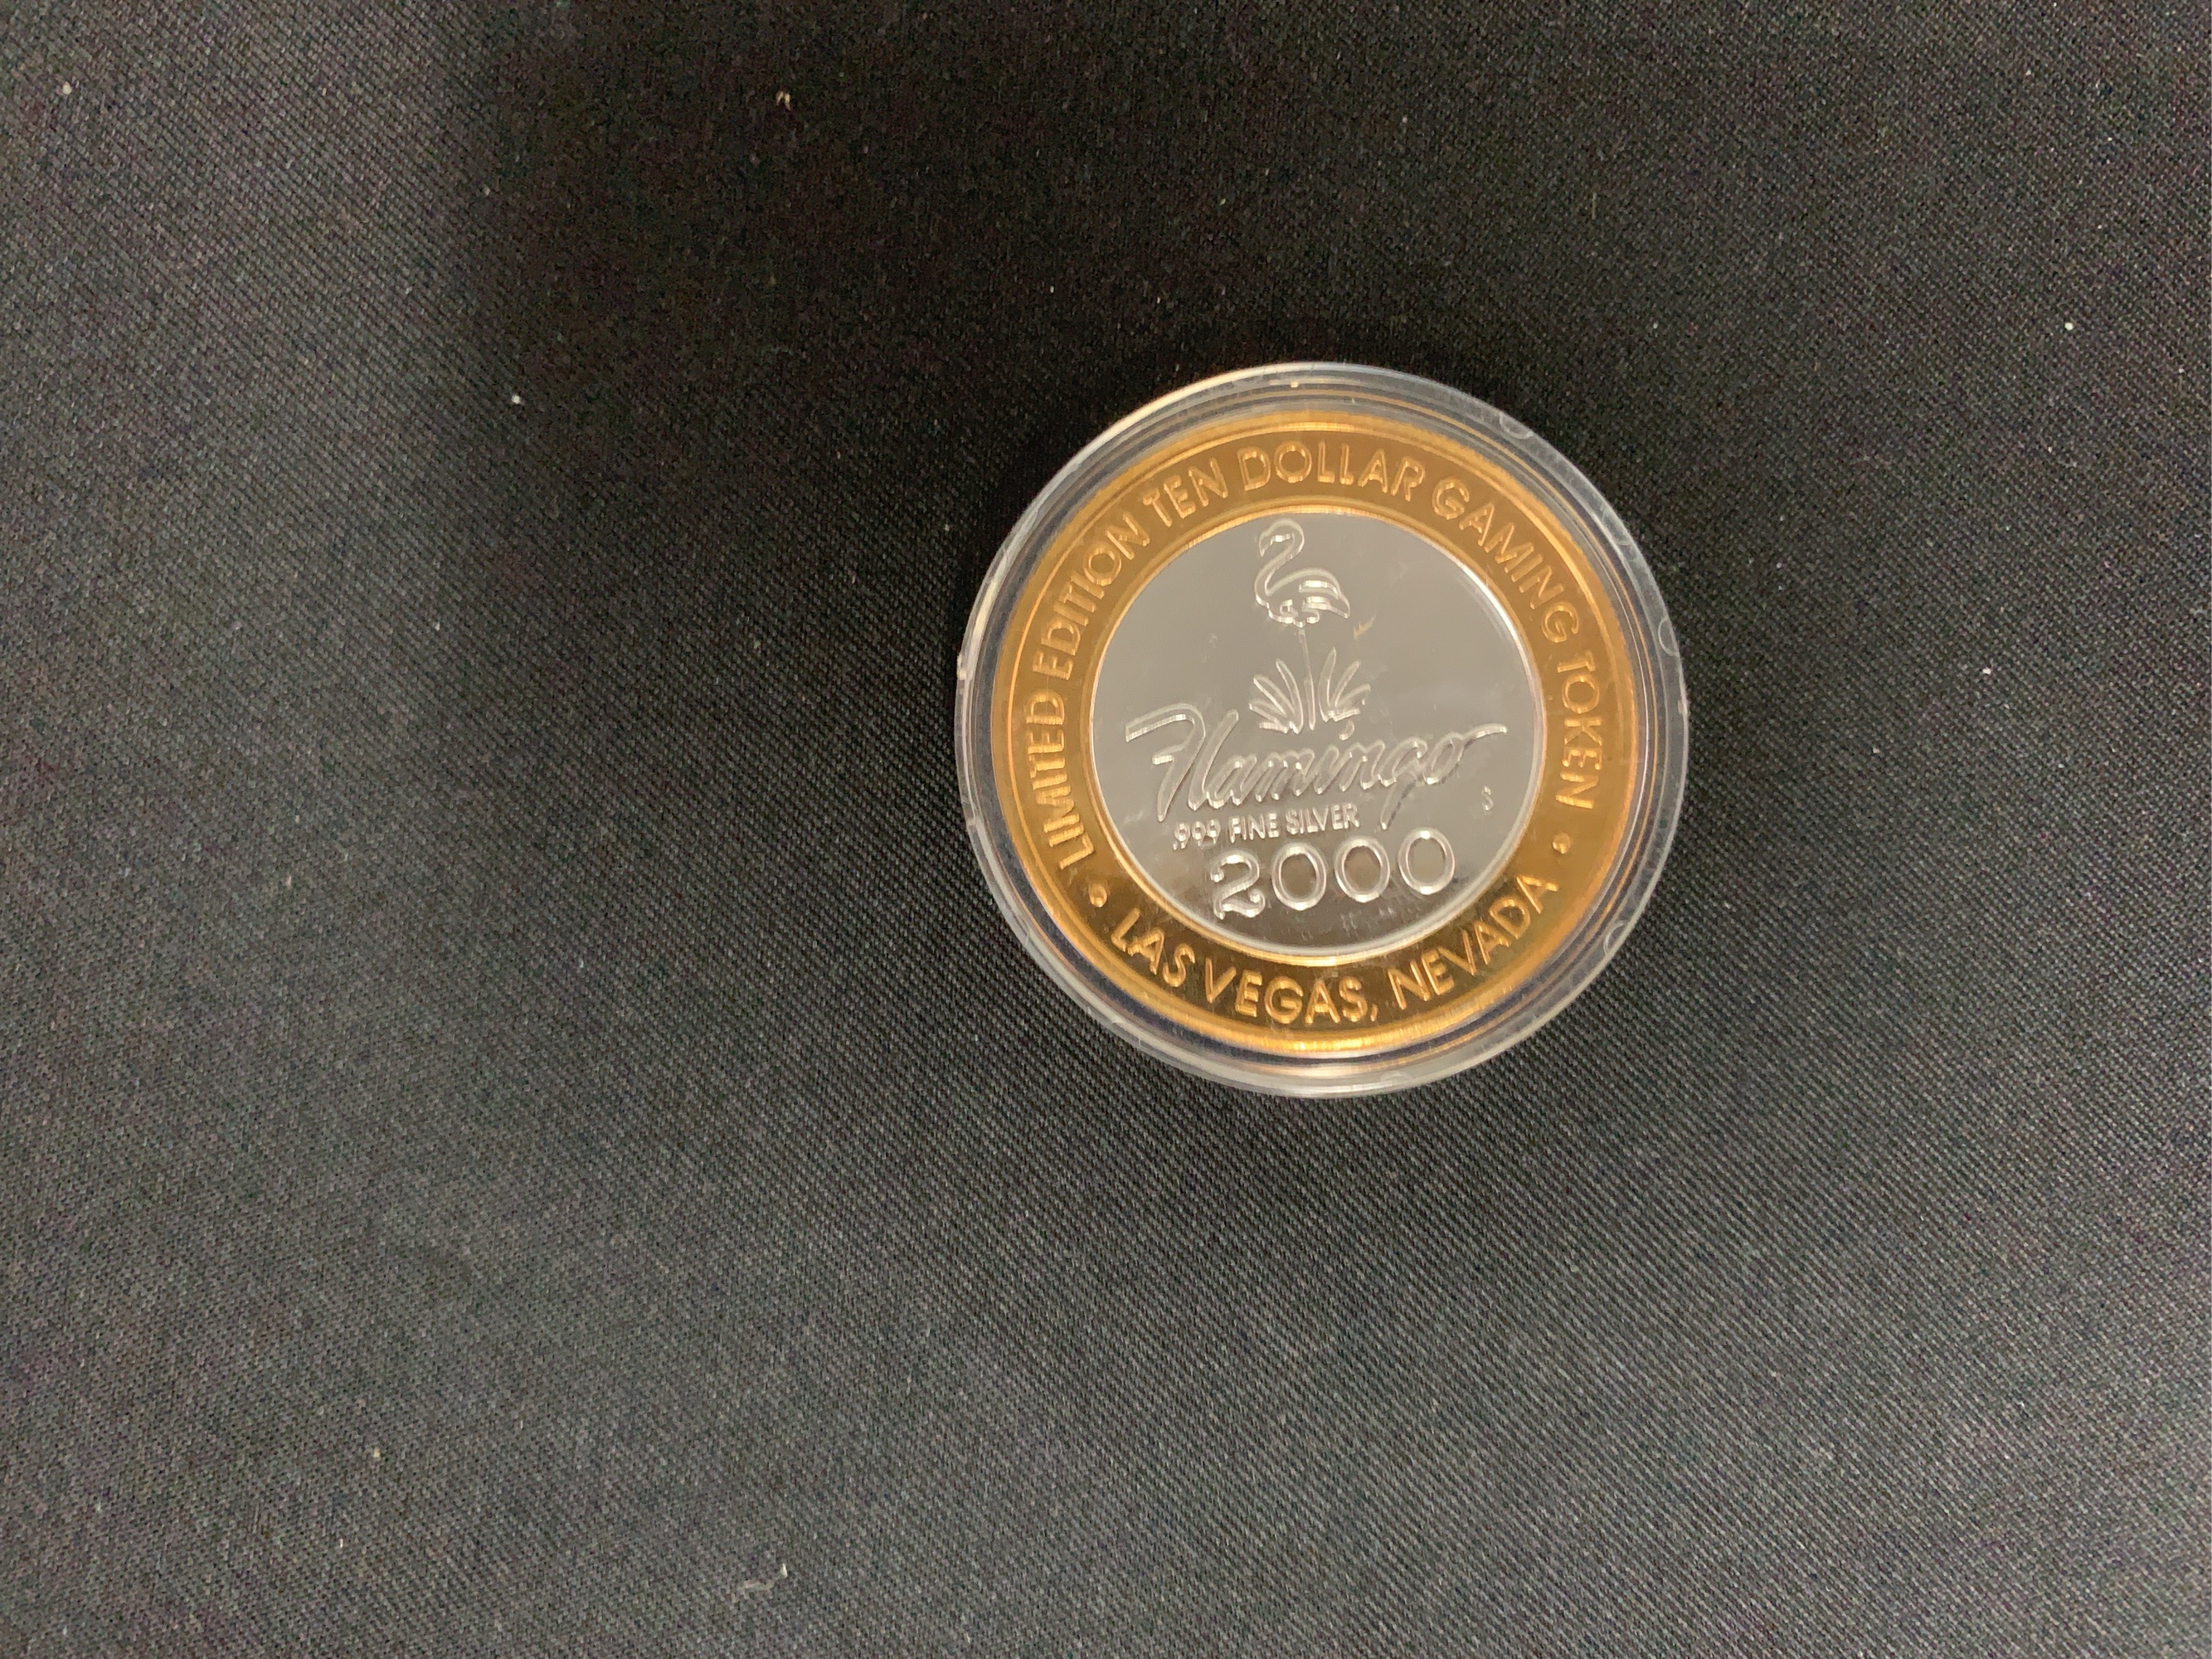 LIMITED EDITION TEN DOLLAR GAMING TOKEN
Flamingo
S
.999 FINE SILVER
2000
• LAS VEGAS, NEVADA •